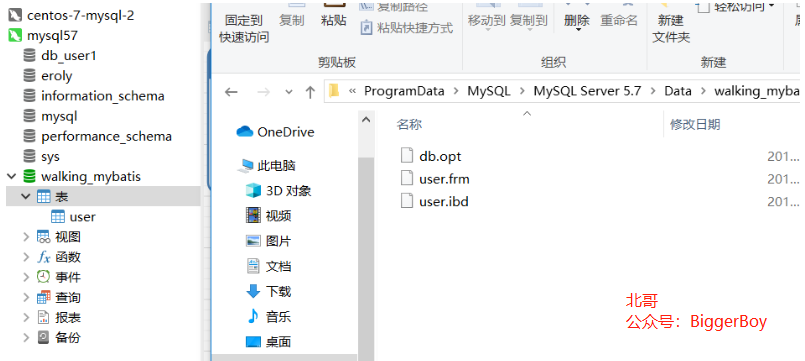 centos-7-mysql-2
mysql57
db_user1
eroly
information_schema
mysql
performance_schema
sys
walking_mybatis
表
user
视图
函数
事件
查询
报表
备份
固定到
快速访问
复制
粘贴
复制路径
粘贴快捷方式
剪贴板
移动到 复制到
删除 重命名
组织
新建
文件夹
轻松访问
新建
« ProgramData > MySQL > MySQL Server 5.7 > Data > walking_myba
名称
修改日期
OneDrive
此电脑
3D 对象
视频
图片
文档
下载
音乐
桌面
db.opt 201...
user.frm 201...
user.ibd 201...
北哥
公众号：BiggerBoy